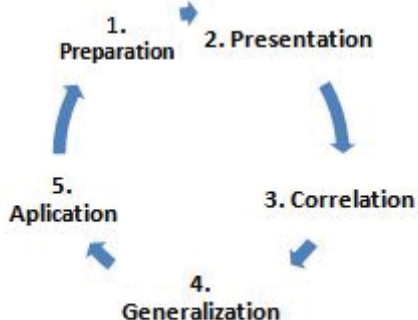 1.
Preparation
2. Presentation
3. Correlation
4.
Generalization
5.
Aplication